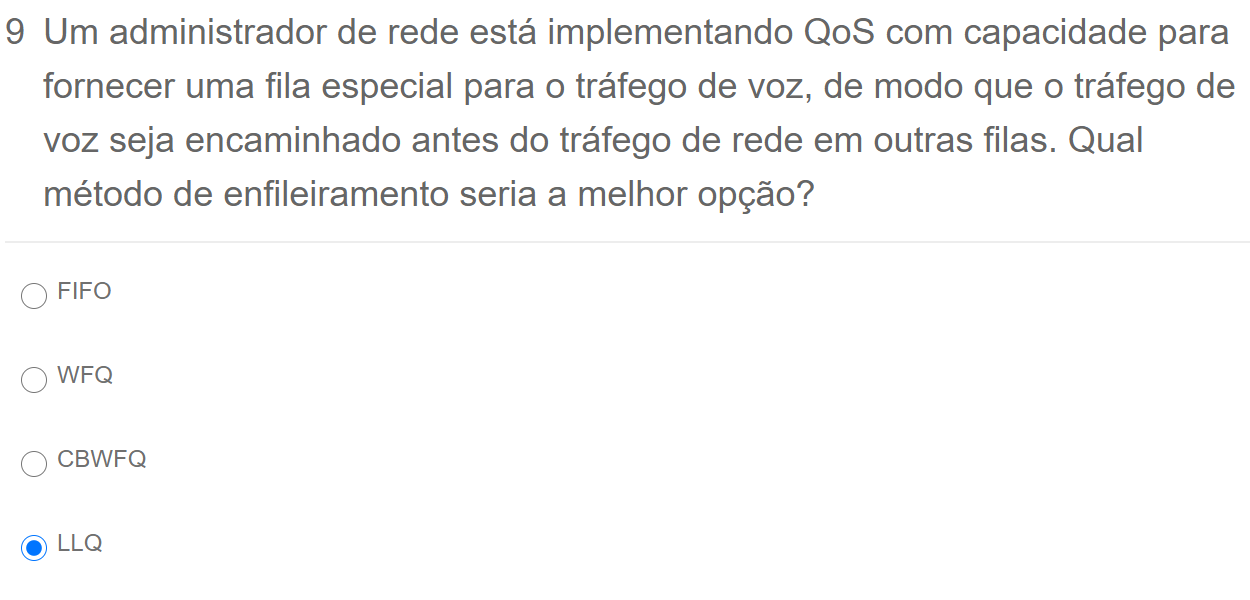 9 Um administrador de rede está implementando QoS com capacidade para
fornecer uma fila especial para o tráfego de voz, de modo que o tráfego de
voz seja encaminhado antes do tráfego de rede em outras filas. Qual
método de enfileiramento seria a melhor opção?
FIFO
WFQ
CBWFQ
LLQ